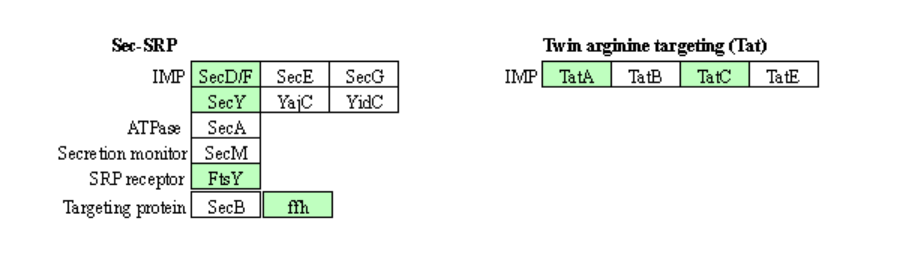 Sec-SRP
IMP SecD/F SecE SecG
SecY YajC YidC
ATPase SecA
Secretion monitor SecM
SRP receptor FtsY
Targeting protein SecB ffh
Twin arginine targeting (Tat)
IMP TatA TatB TatC TatE